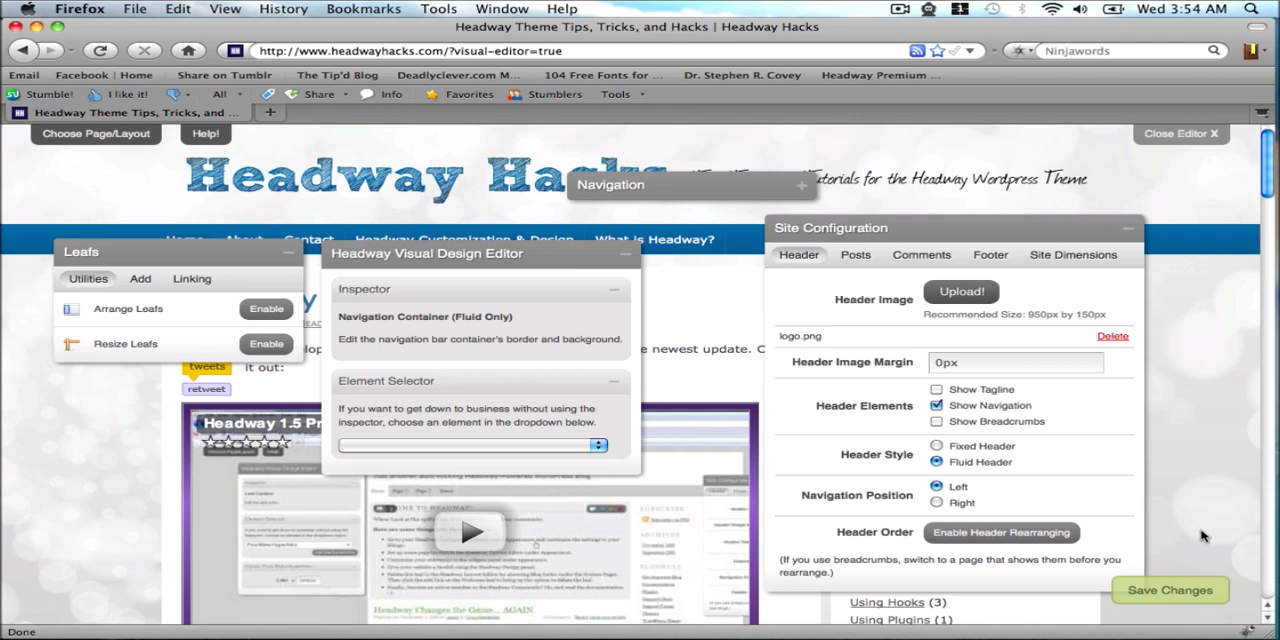 Firefox File Edit View History Bookmarks Tools Window Help
Wed 3:54 AM
Headway Theme Tips, Tricks, and Hacks | Headway Hacks
http://www.headwayhacks.com/?visual-editor=true
Ninjawords
Email Facebook | Home Share on Tumblr The Tip'd Blog Deadlyclever.com M... 104 Free Fonts for ... Dr. Stephen R. Covey Headway Premium ...
Stumble! I like it! All Share Info Favorites Stumblers Tools
Headway Theme Tips, Tricks, and ...
Choose Page/Layout Help! Close Editor X
Headway Hacks
Tutorials for the Headway Wordpress Theme
Navigation
Home About Contact Headway Customization & Design What is Headway?
Leafs
Utilities Add Linking
Arrange Leafs Enable
Resize Leafs Enable
Headway Visual Design Editor
Inspector
Navigation Container (Fluid Only)
Edit the navigation bar container's border and background.
Element Selector
If you want to get down to business without using the
inspector, choose an element in the dropdown below.
Site Configuration
Header Posts Comments Footer Site Dimensions
Header Image Upload!
Recommended Size: 950px by 150px
logo.png Delete
Header Image Margin 0px
Header Elements
Show Tagline
Show Navigation
Show Breadcrumbs
Header Style
Fixed Header
Fluid Header
Navigation Position
Left
Right
Header Order Enable Header Rearranging
(If you use breadcrumbs, switch to a page that shows them before you
rearrange.)
Save Changes
newest update.
it out:
tweets
retweet
Headway 1.5
Headway Changes the Game... AGAIN
Using Hooks (3)
Using Plugins (1)
Done